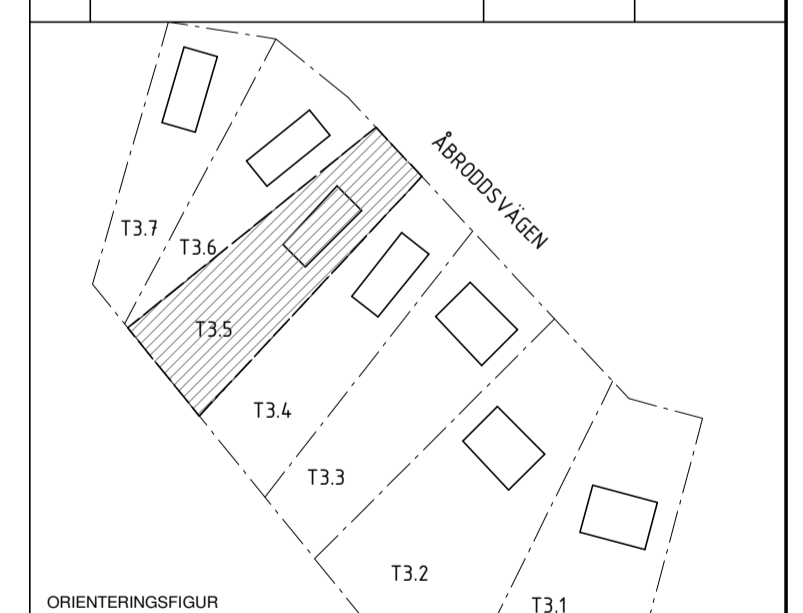 ÅBRODDSVÄGEN
T3.7
T3.6
T3.5
T3.4
T3.3
T3.2
T3.1
ORIENTERINGSFIGUR